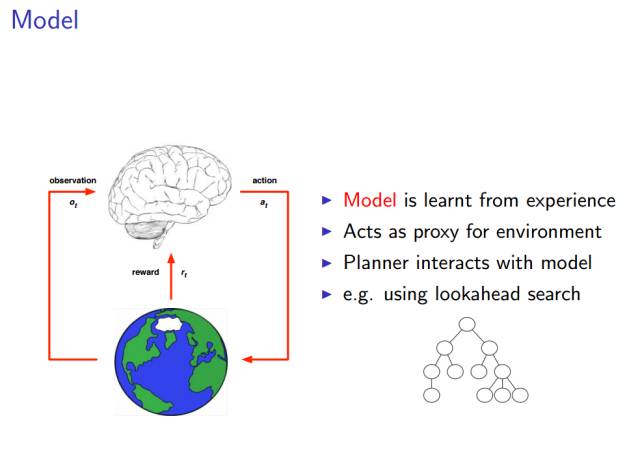 Model
observation
o_t
action
a_t
reward
r_t
► Model is learnt from experience
► Acts as proxy for environment
► Planner interacts with model
► e.g. using lookahead search